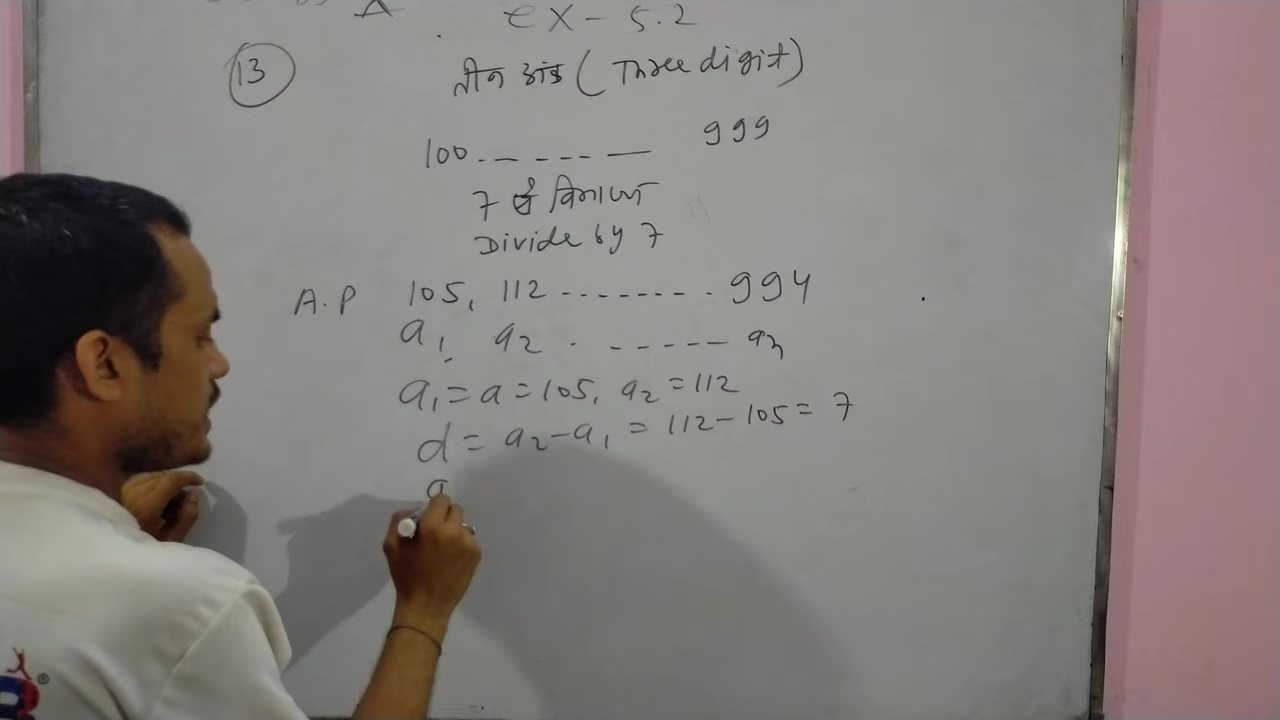 ex - 5.2
13
तीन अंक (Three digit)
100 - - - - - - 999
7 से विभाज्य
Divide by 7
A.P 105, 112 - - - - - - - - 994
a₁ a₂ . - - - - - an
a₁ = a = 105, a₂ = 112
d = a₂ - a₁ = 112 - 105 = 7
a